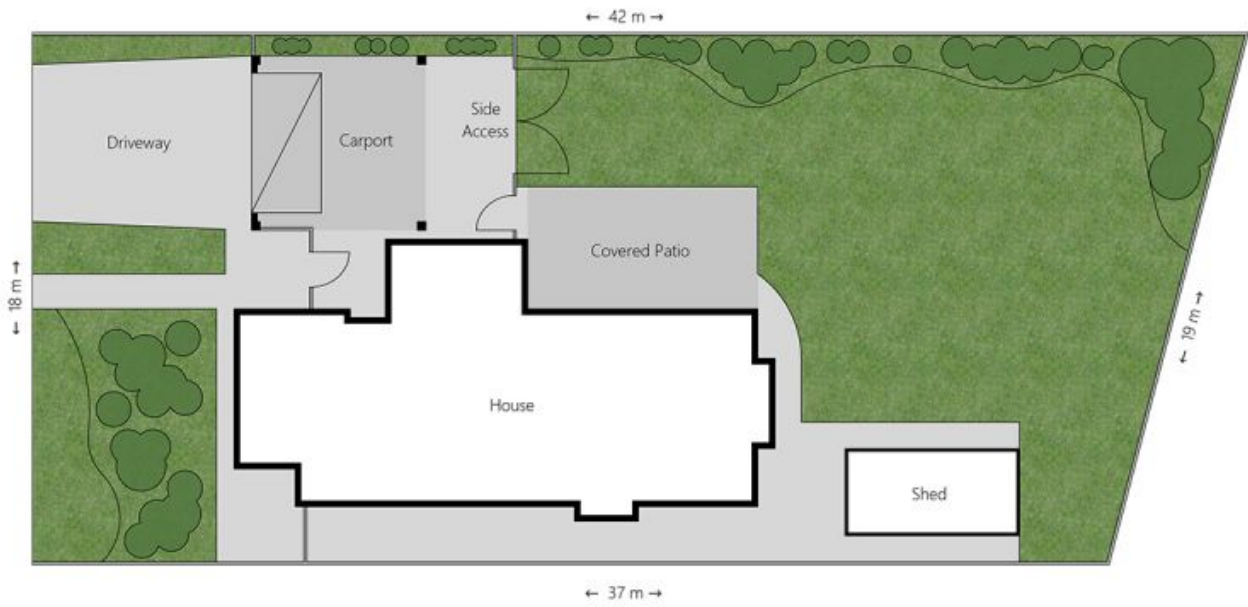 ← 42 m →
Side
Access
Driveway
Carport
Covered Patio
← 18 m →
← 19 m →
House
Shed
← 37 m →